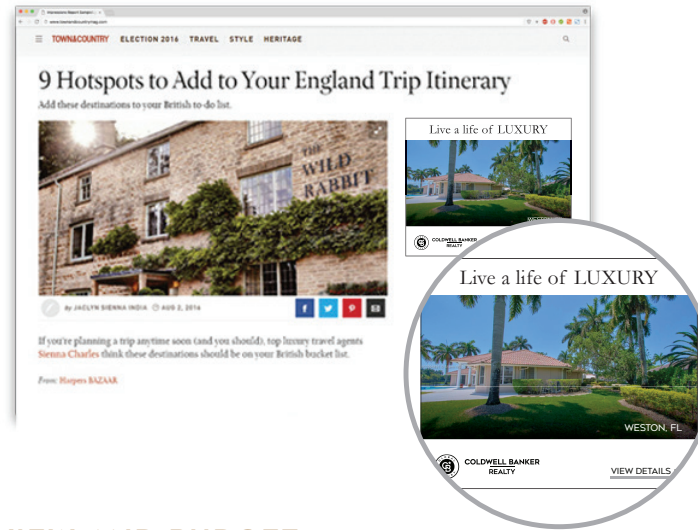 www.townandcountrymag.com
TOWN&COUNTRY ELECTION 2016 TRAVEL STYLE HERITAGE
9 Hotspots to Add to Your England Trip Itinerary
Add these destinations to your British to-do list.
THE
WILD
RABBIT
By JACLYN SIENNA INDIA AUG 2, 2016
If you're planning a trip anytime soon (and you should), top luxury travel agents
Sienna Charles think these destinations should be on your British bucket list.
From: Harpers BAZAAR
Live a life of LUXURY
WESTON
COLDWELL BANKER
REALTY
Live a life of LUXURY
WESTON, FL
COLDWELL BANKER
REALTY
VIEW DETAILS